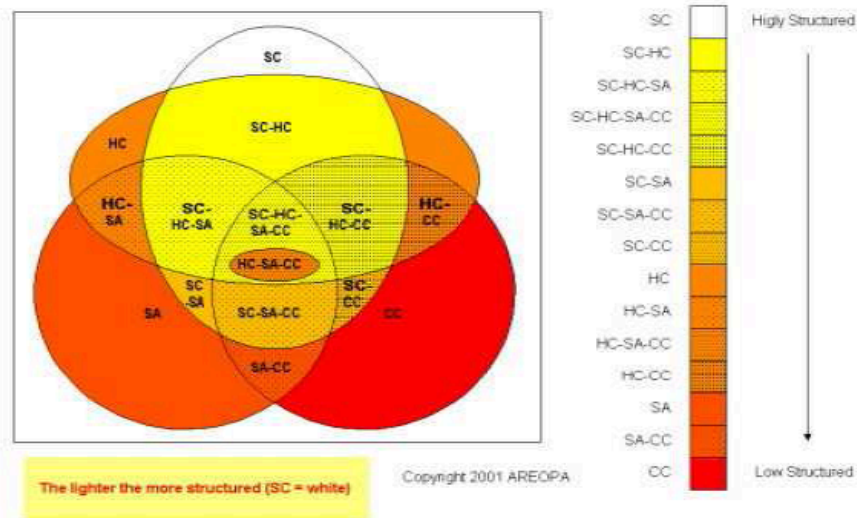 SC
SC-HC
HC
HC-
SA
SC-
HC-SA
SC-HC-
SA-CC
SC-
HC-CC
HC-
CC
HC-SA-CC
SC
-SA
SC-
CC
SA
SC-SA-CC
CC
SA-CC
The lighter the more structured (SC = white)
Copyright 2001 AREOPA
SC
SC-HC
SC-HC-SA
SC-HC-SA-CC
SC-HC-CC
SC-SA
SC-SA-CC
SC-CC
HC
HC-SA
HC-SA-CC
HC-CC
SA
SA-CC
CC
Higly Structured
Low Structured